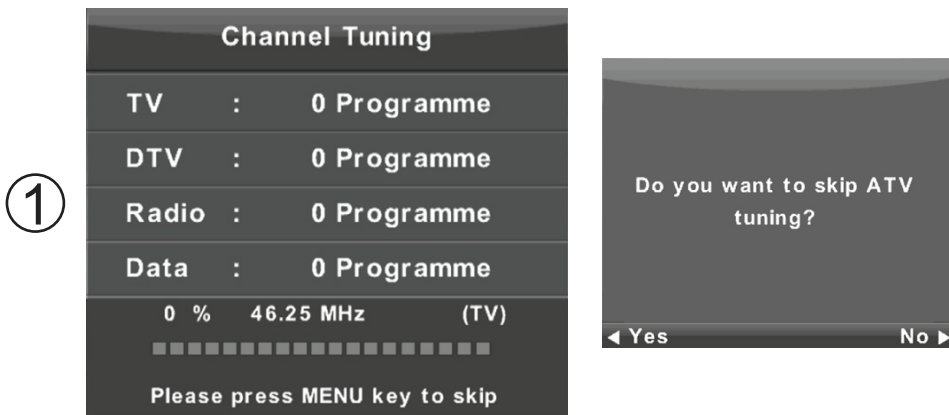 ①
Channel Tuning
TV : 0 Programme
DTV : 0 Programme
Radio : 0 Programme
Data : 0 Programme
0 % 46.25 MHz (TV)
Please press MENU key to skip
Do you want to skip ATV
tuning?
◀ Yes No ▶